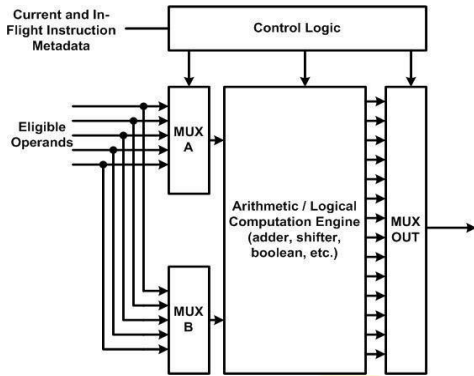 Current and In-
Flight Instruction
Metadata
Control Logic
Eligible
Operands
MUX
A
Arithmetic / Logical
Computation Engine
(adder, shifter,
boolean, etc.)
MUX
OUT
MUX
B